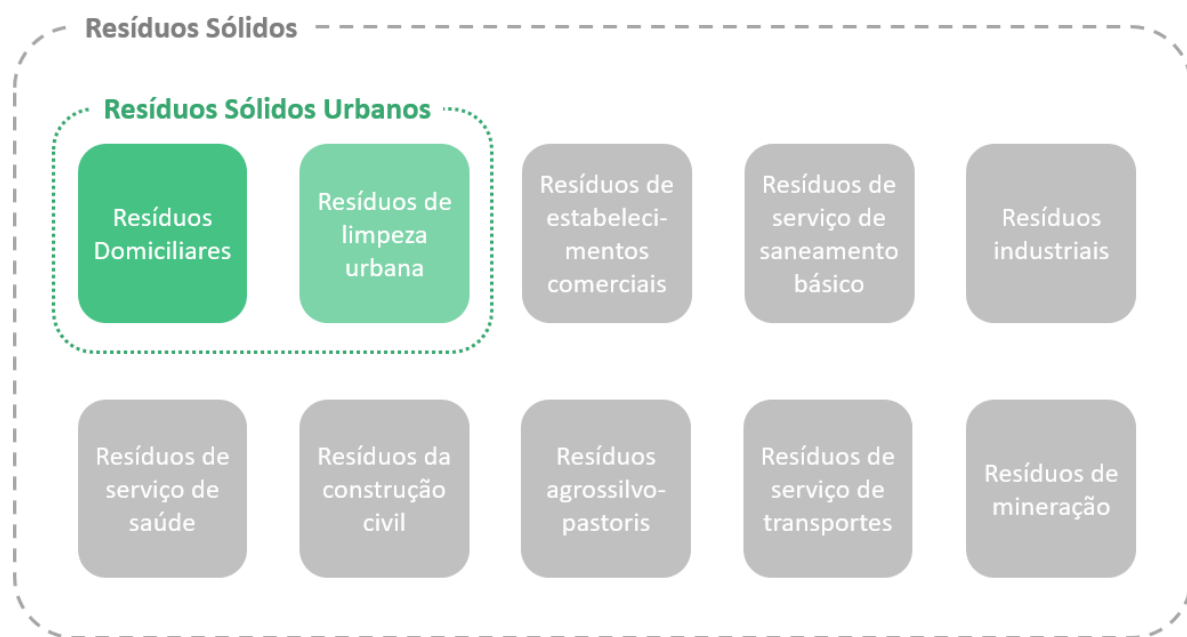 Resíduos Sólidos
Resíduos Sólidos Urbanos
Resíduos
Domiciliares
Resíduos de
limpeza
urbana
Resíduos de
estabeleci-
mentos
comerciais
Resíduos de
serviço de
saneamento
básico
Resíduos
industriais
Resíduos de
serviço de
saúde
Resíduos da
construção
civil
Resíduos
agrossilvo-
pastoris
Resíduos de
serviço de
transportes
Resíduos de
mineração